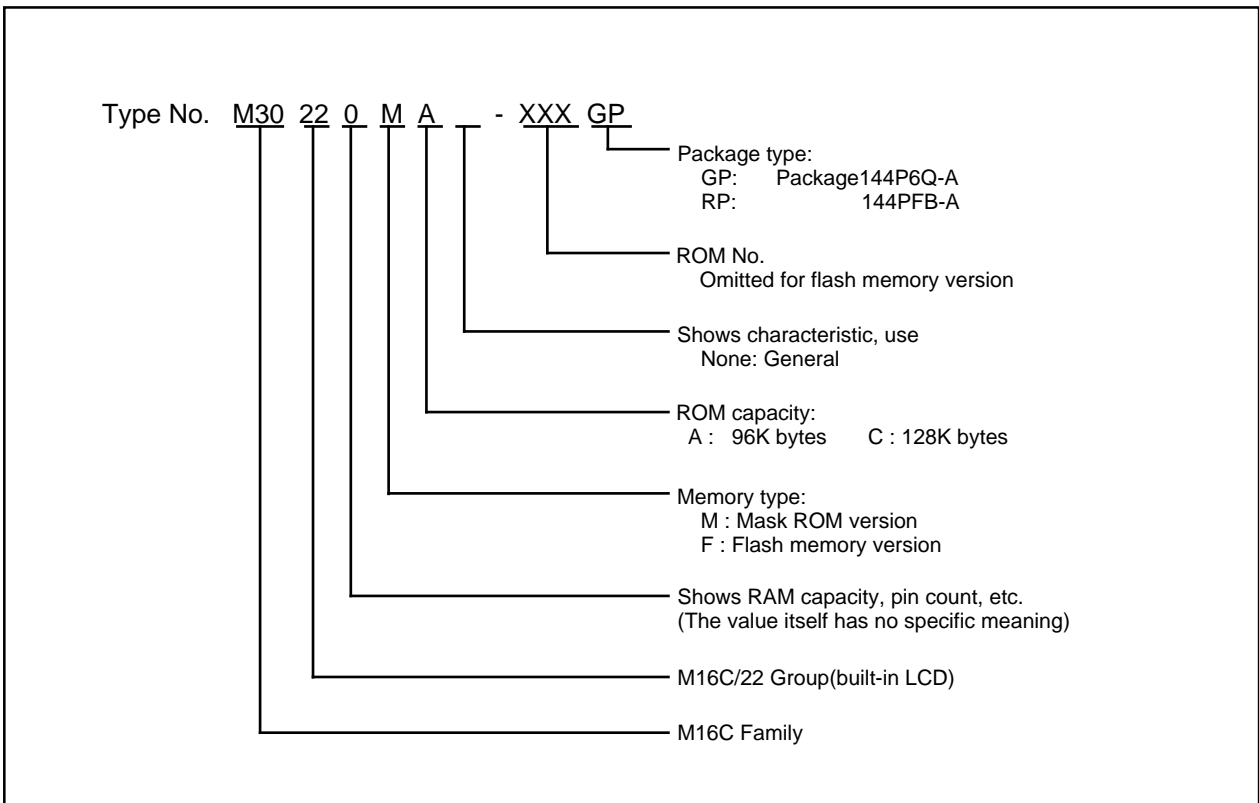 Type No. M30 22 0 M A - XXX GP
Package type:
GP: Package144P6Q-A
RP: 144PFB-A
ROM No.
Omitted for flash memory version
Shows characteristic, use
None: General
ROM capacity:
A : 96K bytes C : 128K bytes
Memory type:
M : Mask ROM version
F : Flash memory version
Shows RAM capacity, pin count, etc.
(The value itself has no specific meaning)
M16C/22 Group(built-in LCD)
M16C Family